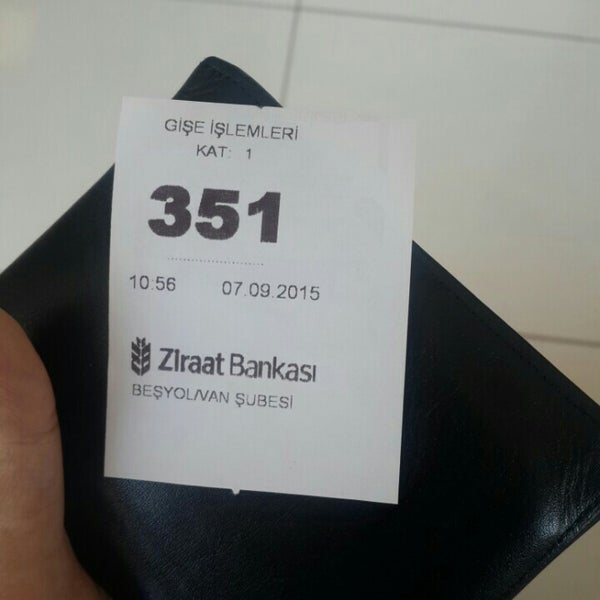 GİŞE İŞLEMLERİ
KAT: 1
351
10:56 07.09.2015
Ziraat Bankası
BEŞYOL/VAN ŞUBESİ